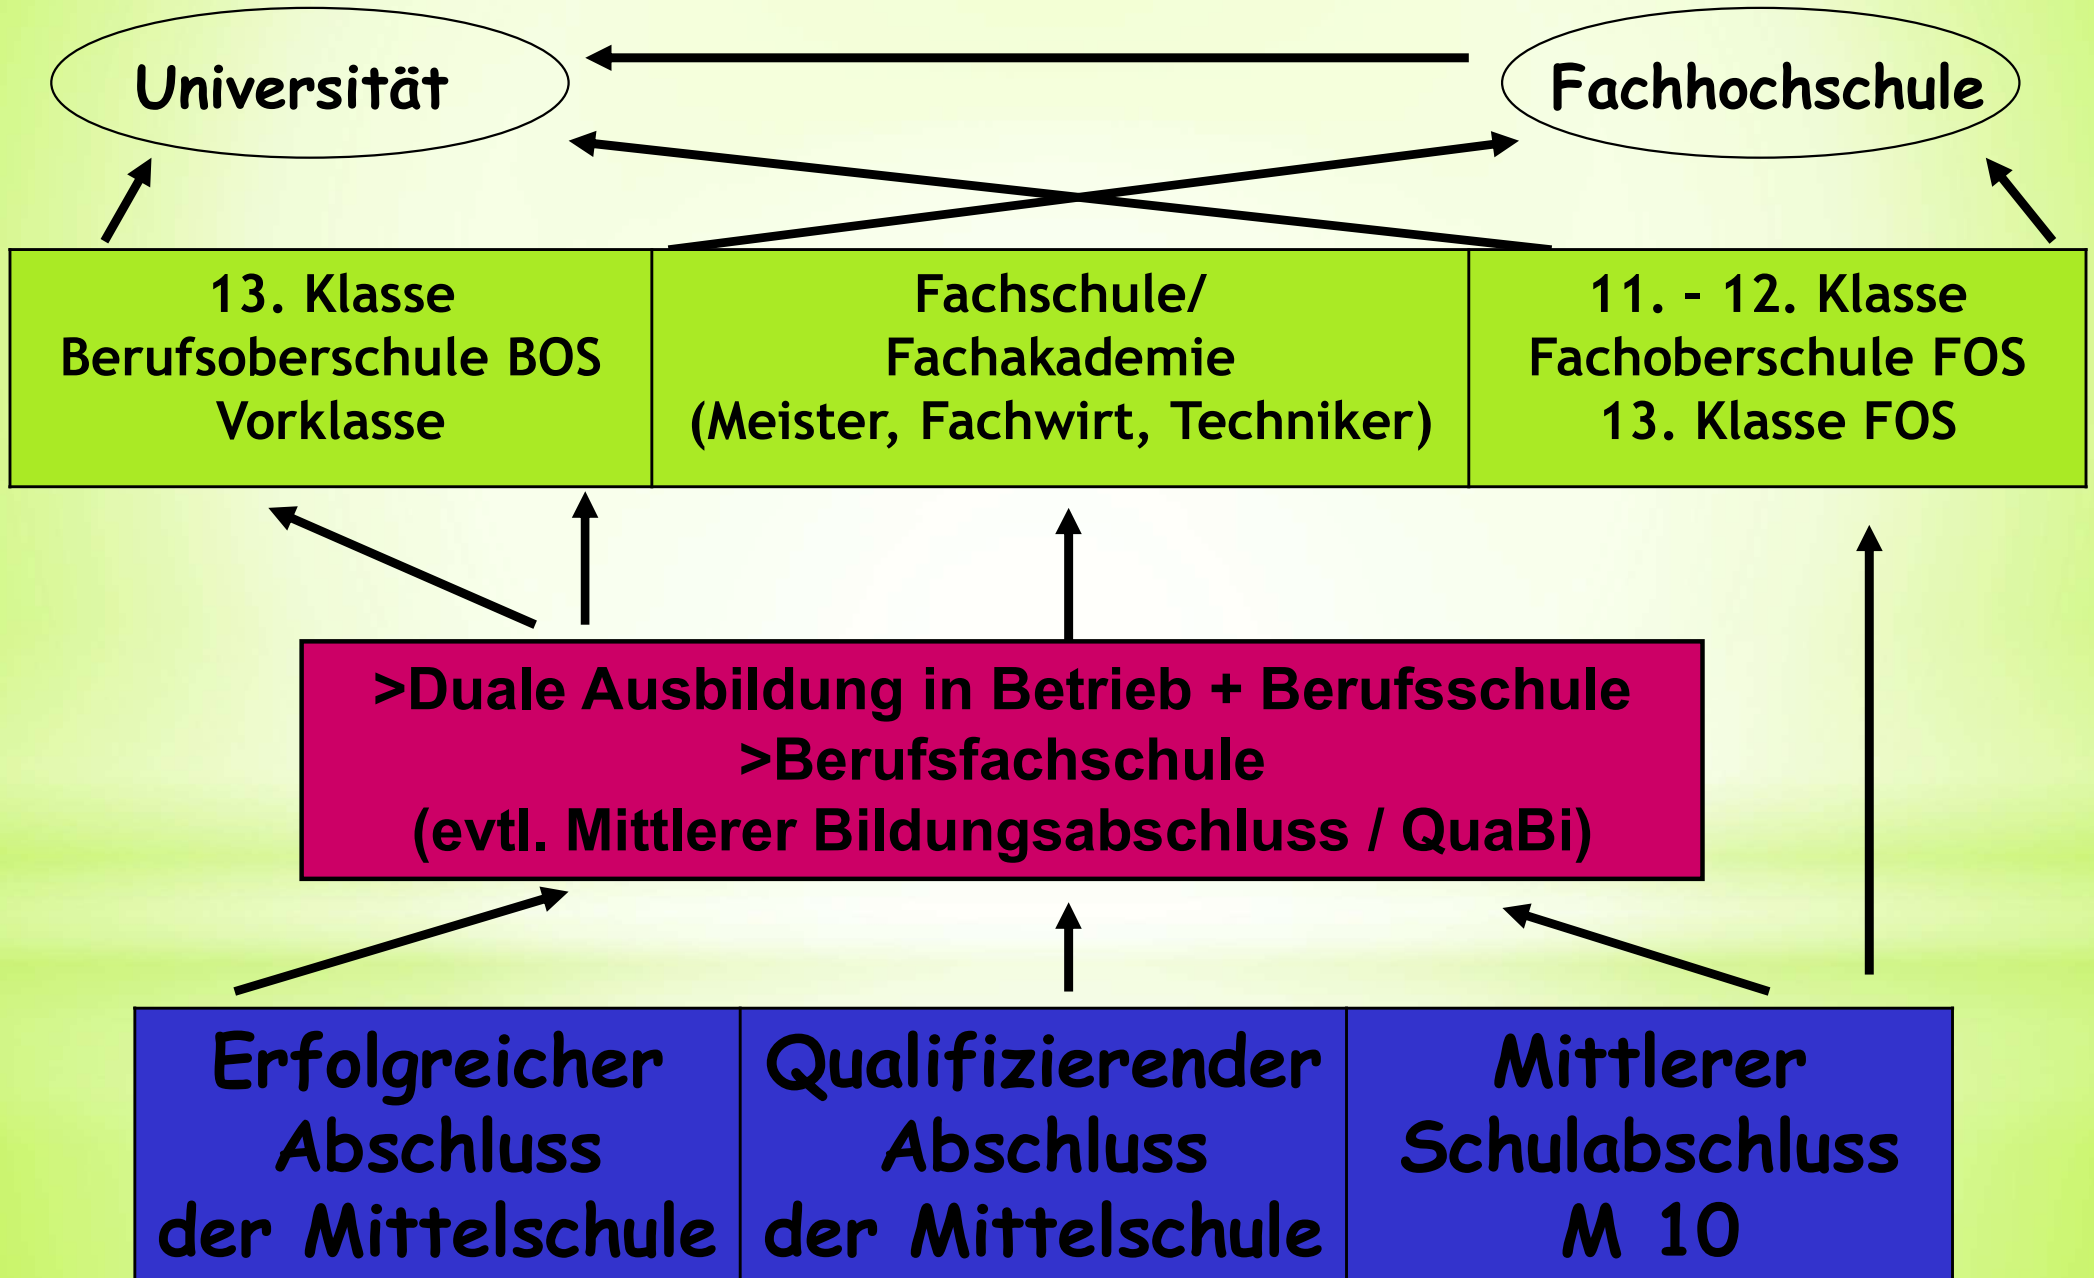 Universität
Fachhochschule
13. Klasse
Berufsoberschule BOS
Vorklasse
Fachschule/
Fachakademie
(Meister, Fachwirt, Techniker)
11. - 12. Klasse
Fachoberschule FOS
13. Klasse FOS
>Duale Ausbildung in Betrieb + Berufsschule
>Berufsfachschule
(evtl. Mittlerer Bildungsabschluss / QuaBi)
Erfolgreicher
Abschluss
der Mittelschule
Qualifizierender
Abschluss
der Mittelschule
Mittlerer
Schulabschluss
M 10